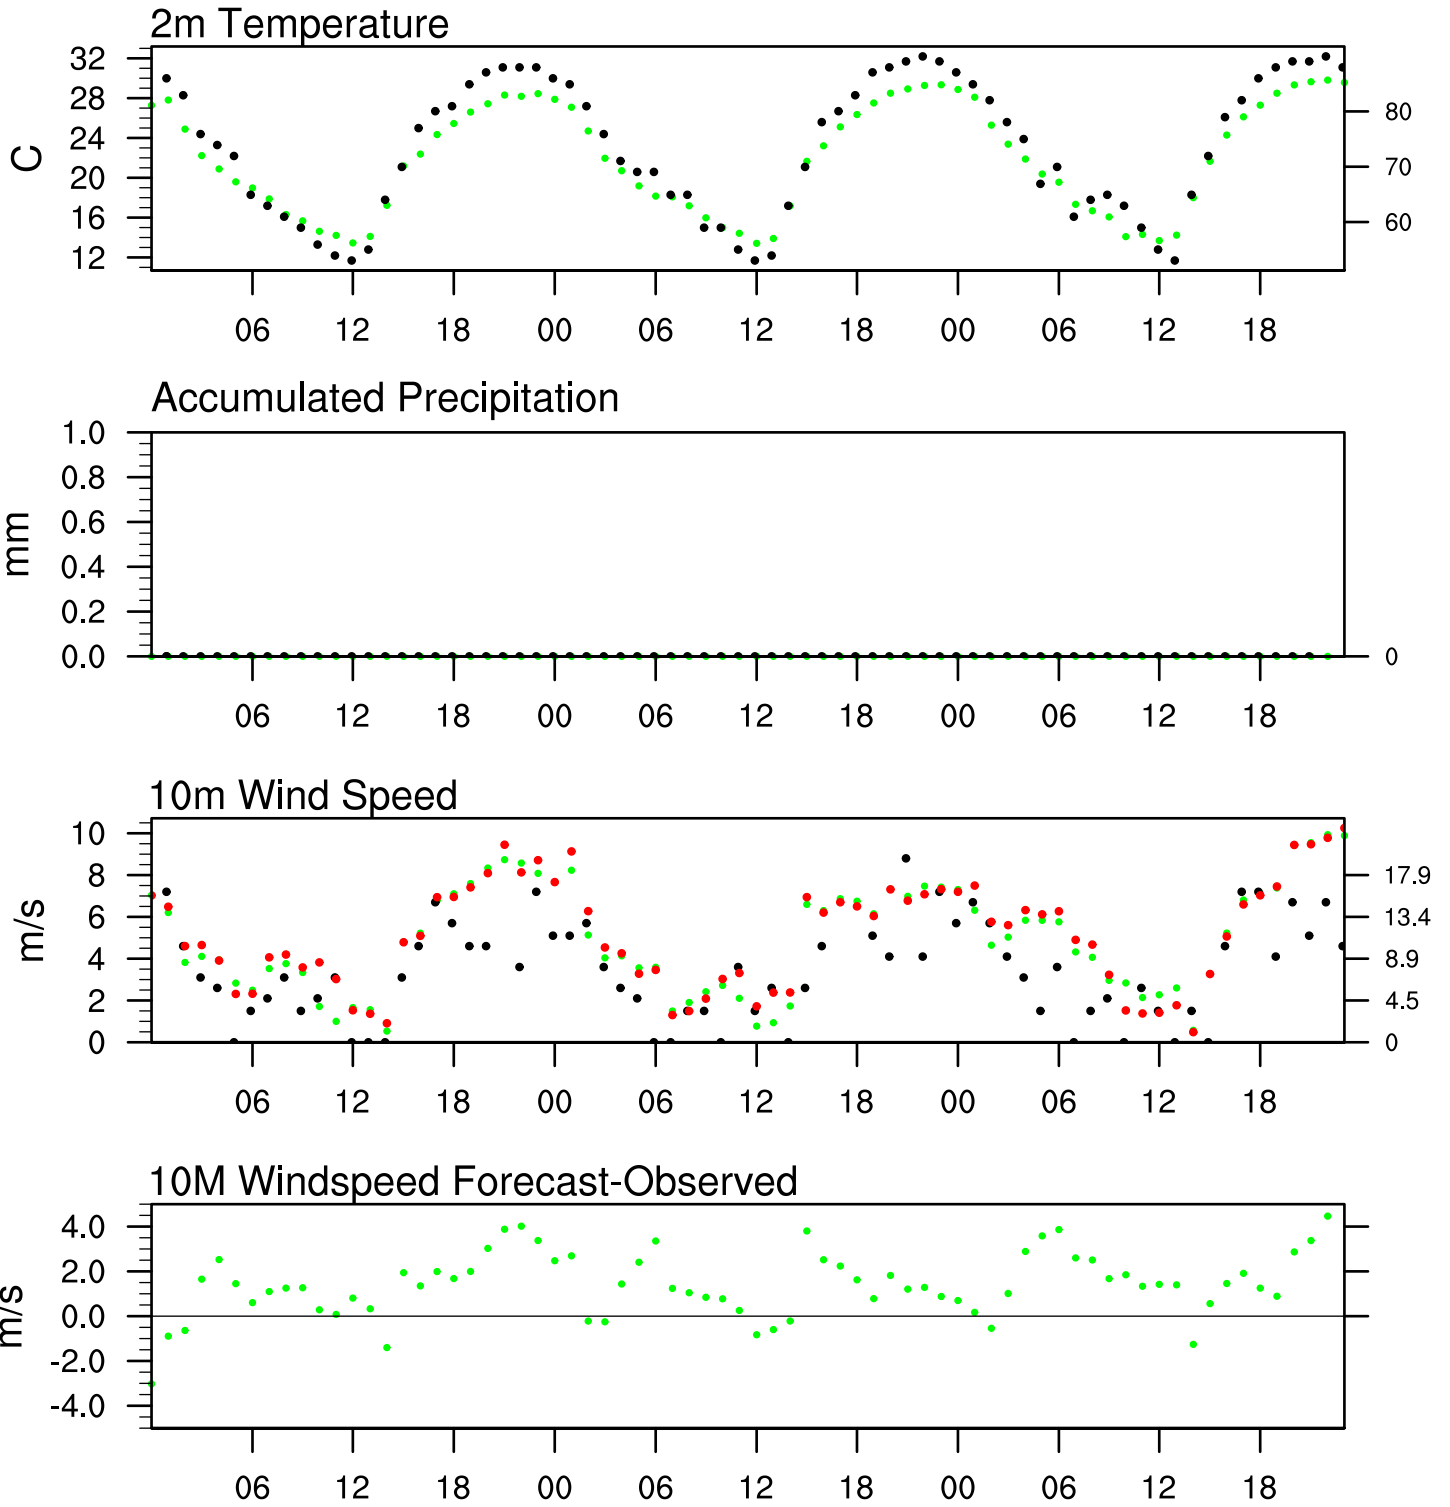 2m Temperature
32
28
24
20
16
12
C
80
70
60
06 12 18 00 06 12 18 00 06 12 18
Accumulated Precipitation
1.0
0.8
0.6
0.4
0.2
0.0
mm
0
06 12 18 00 06 12 18 00 06 12 18
10m Wind Speed
10
8
6
4
2
0
m/s
17.9
13.4
8.9
4.5
0
06 12 18 00 06 12 18 00 06 12 18
10M Windspeed Forecast-Observed
4.0
2.0
0.0
-2.0
-4.0
m/s
06 12 18 00 06 12 18 00 06 12 18